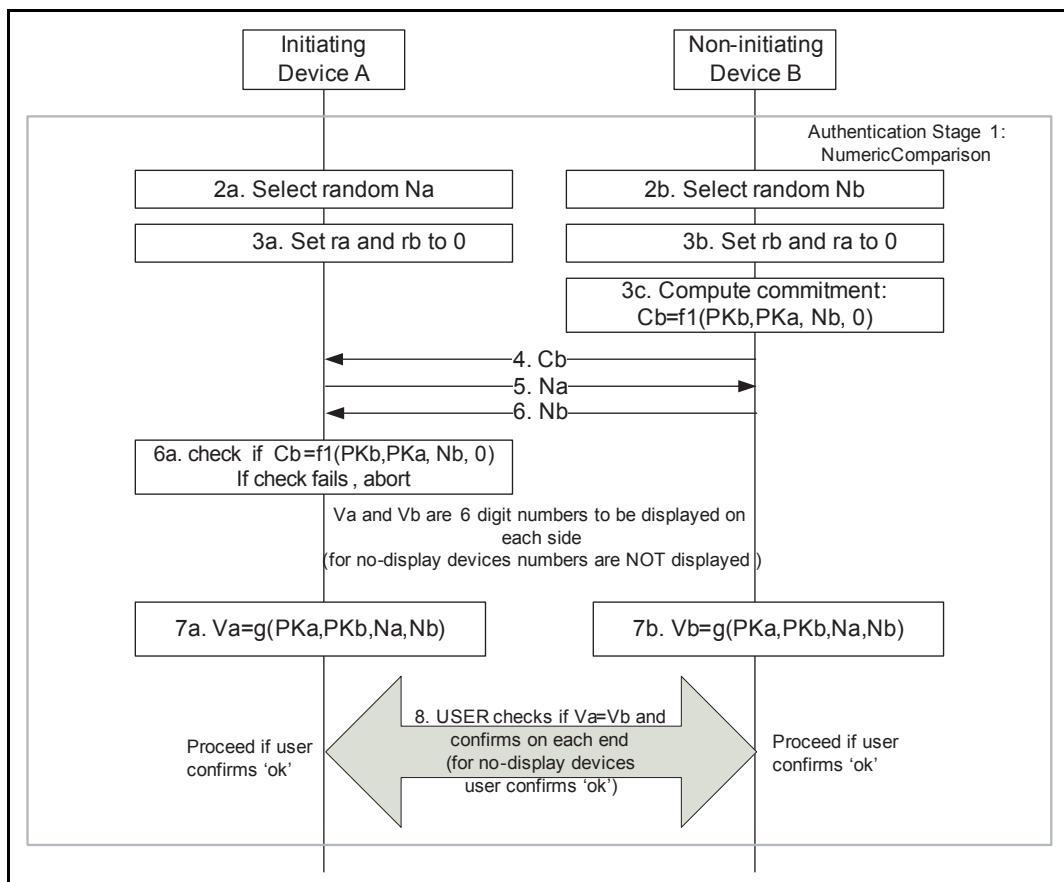 Initiating
Device A
Non-initiating
Device B
Authentication Stage 1:
NumericComparison
2a. Select random Na
2b. Select random Nb
3a. Set ra and rb to 0
3b. Set rb and ra to 0
3c. Compute commitment:
Cb=f1(PKb,PKa, Nb, 0)
4. Cb
5. Na
6. Nb
6a. check if Cb=f1(PKb,PKa, Nb, 0)
If check fails , abort
Va and Vb are 6 digit numbers to be displayed on
each side
(for no-display devices numbers are NOT displayed )
7a. Va=g(PKa,PKb,Na,Nb)
7b. Vb=g(PKa,PKb,Na,Nb)
8. USER checks if Va=Vb and
confirms on each end
(for no-display devices
user confirms ‘ok’)
Proceed if user
confirms ‘ok’
Proceed if user
confirms ‘ok’